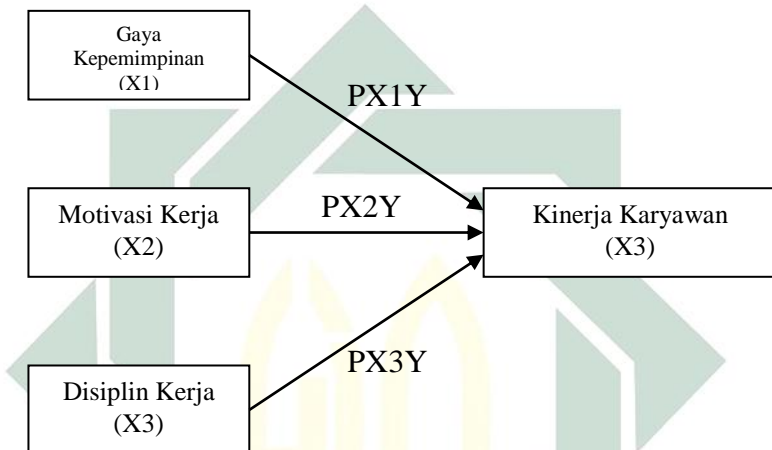 Gaya
Kepemimpinan
(X1)
PX1Y
Motivasi Kerja
(X2)
PX2Y
Kinerja Karyawan
(X3)
PX3Y
Disiplin Kerja
(X3)